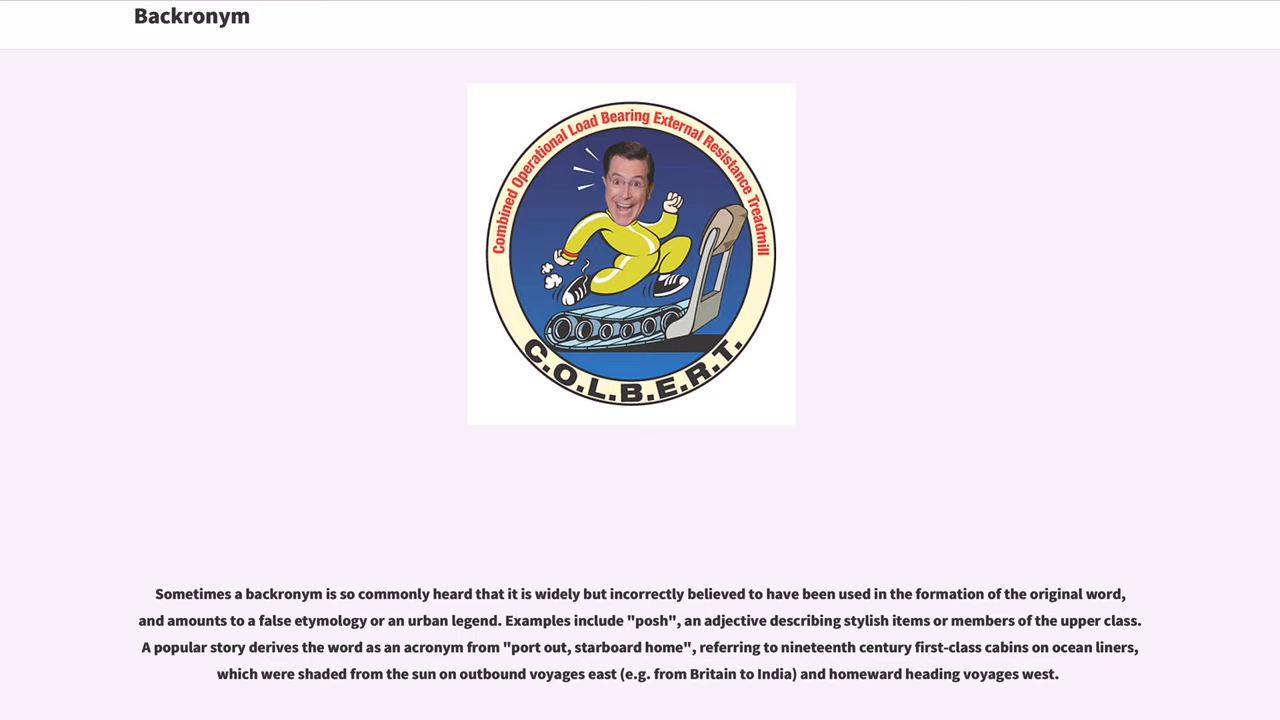 Backronym
Combined Operational Load Bearing External Resistance Treadmill
C.O.L.B.E.R.T.
Sometimes a backronym is so commonly heard that it is widely but incorrectly believed to have been used in the formation of the original word,
and amounts to a false etymology or an urban legend. Examples include "posh", an adjective describing stylish items or members of the upper class.
A popular story derives the word as an acronym from "port out, starboard home", referring to nineteenth century first-class cabins on ocean liners,
which were shaded from the sun on outbound voyages east (e.g. from Britain to India) and homeward heading voyages west.